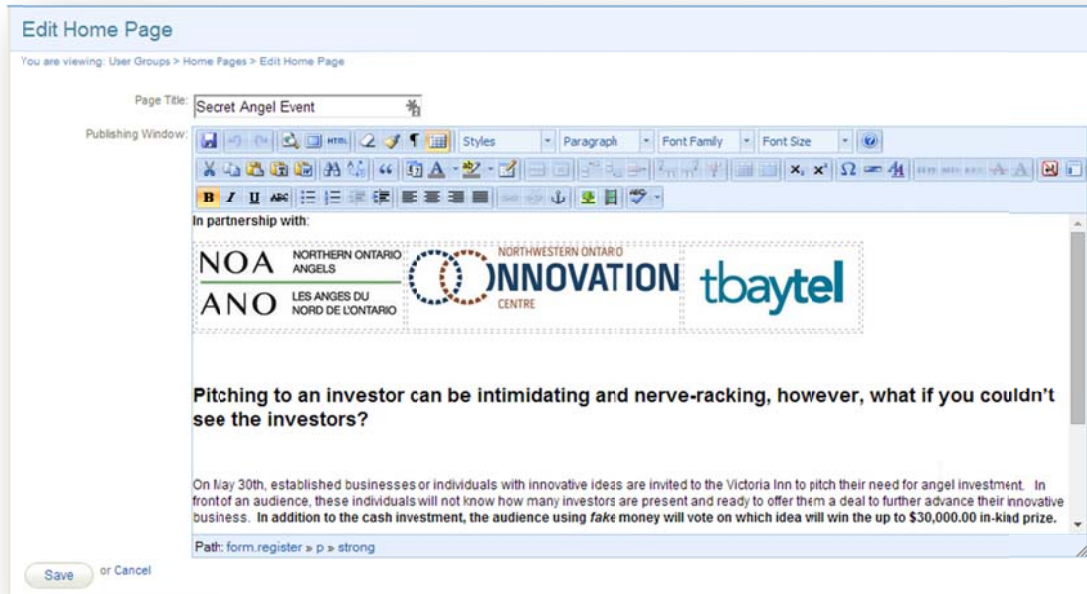 Edit Home Page
You are viewing: User Groups > Home Pages > Edit Home Page
Page Title: Secret Angel Event
Publishing Window:
HTML Styles Paragraph Font Family Font Size
B I U ABC
In partnership with:
NOA NORTHERN ONTARIO ANGELS
ANO LES ANGES DU NORD DE L'ONTARIO
NORTHWESTERN ONTARIO
INNOVATION
CENTRE
tbaytel
Pitching to an investor can be intimidating and nerve-racking, however, what if you couldn't
see the investors?
On May 30th, established businesses or individuals with innovative ideas are invited to the Victoria Inn to pitch their need for angel investment. In
front of an audience, these individuals will not know how many investors are present and ready to offer them a deal to further advance their innovative
business. In addition to the cash investment, the audience using fake money will vote on which idea will win the up to $30,000.00 in-kind prize.
Path: form.register » p » strong
Save or Cancel